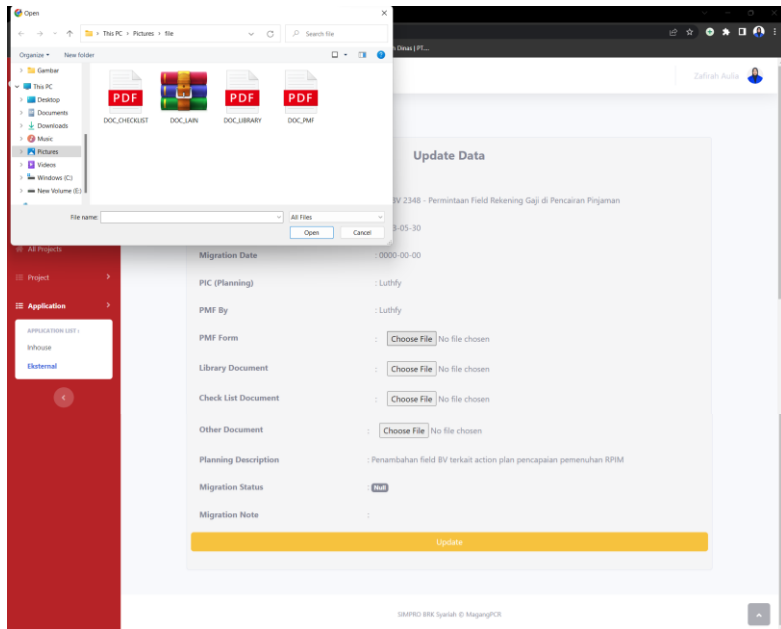 Open
This PC > Pictures > file
Search file
Organize
New folder
n Dinas | PT....
Gambar
This PC
Desktop
Documents
Downloads
Music
Pictures
Videos
Windows (C:)
New Volume (E:)
PDF
DOC_CHECKLIST
DOC_LAIN
PDF
DOC_LIBRARY
PDF
DOC_PMF
File name:
All Files
Open
Cancel
Zafirah Aulia
Update Data
BV 2348 - Permintaan Field Rekening Gaji di Pencairan Pinjaman
3-05-30
All Projects
Project
Application
APPLICATION LIST :
Inhouse
Eksternal
Migration Date : 0000-00-00
PIC (Planning) : Luthfy
PMF By : Luthfy
PMF Form : Choose File No file chosen
Library Document : Choose File No file chosen
Check List Document : Choose File No file chosen
Other Document : Choose File No file chosen
Planning Description : Penambahan field BV terkait action plan pencapaian pemenuhan RPIM
Migration Status : Null
Migration Note :
Update
SIMPRO BRK Syariah © MagangPCR